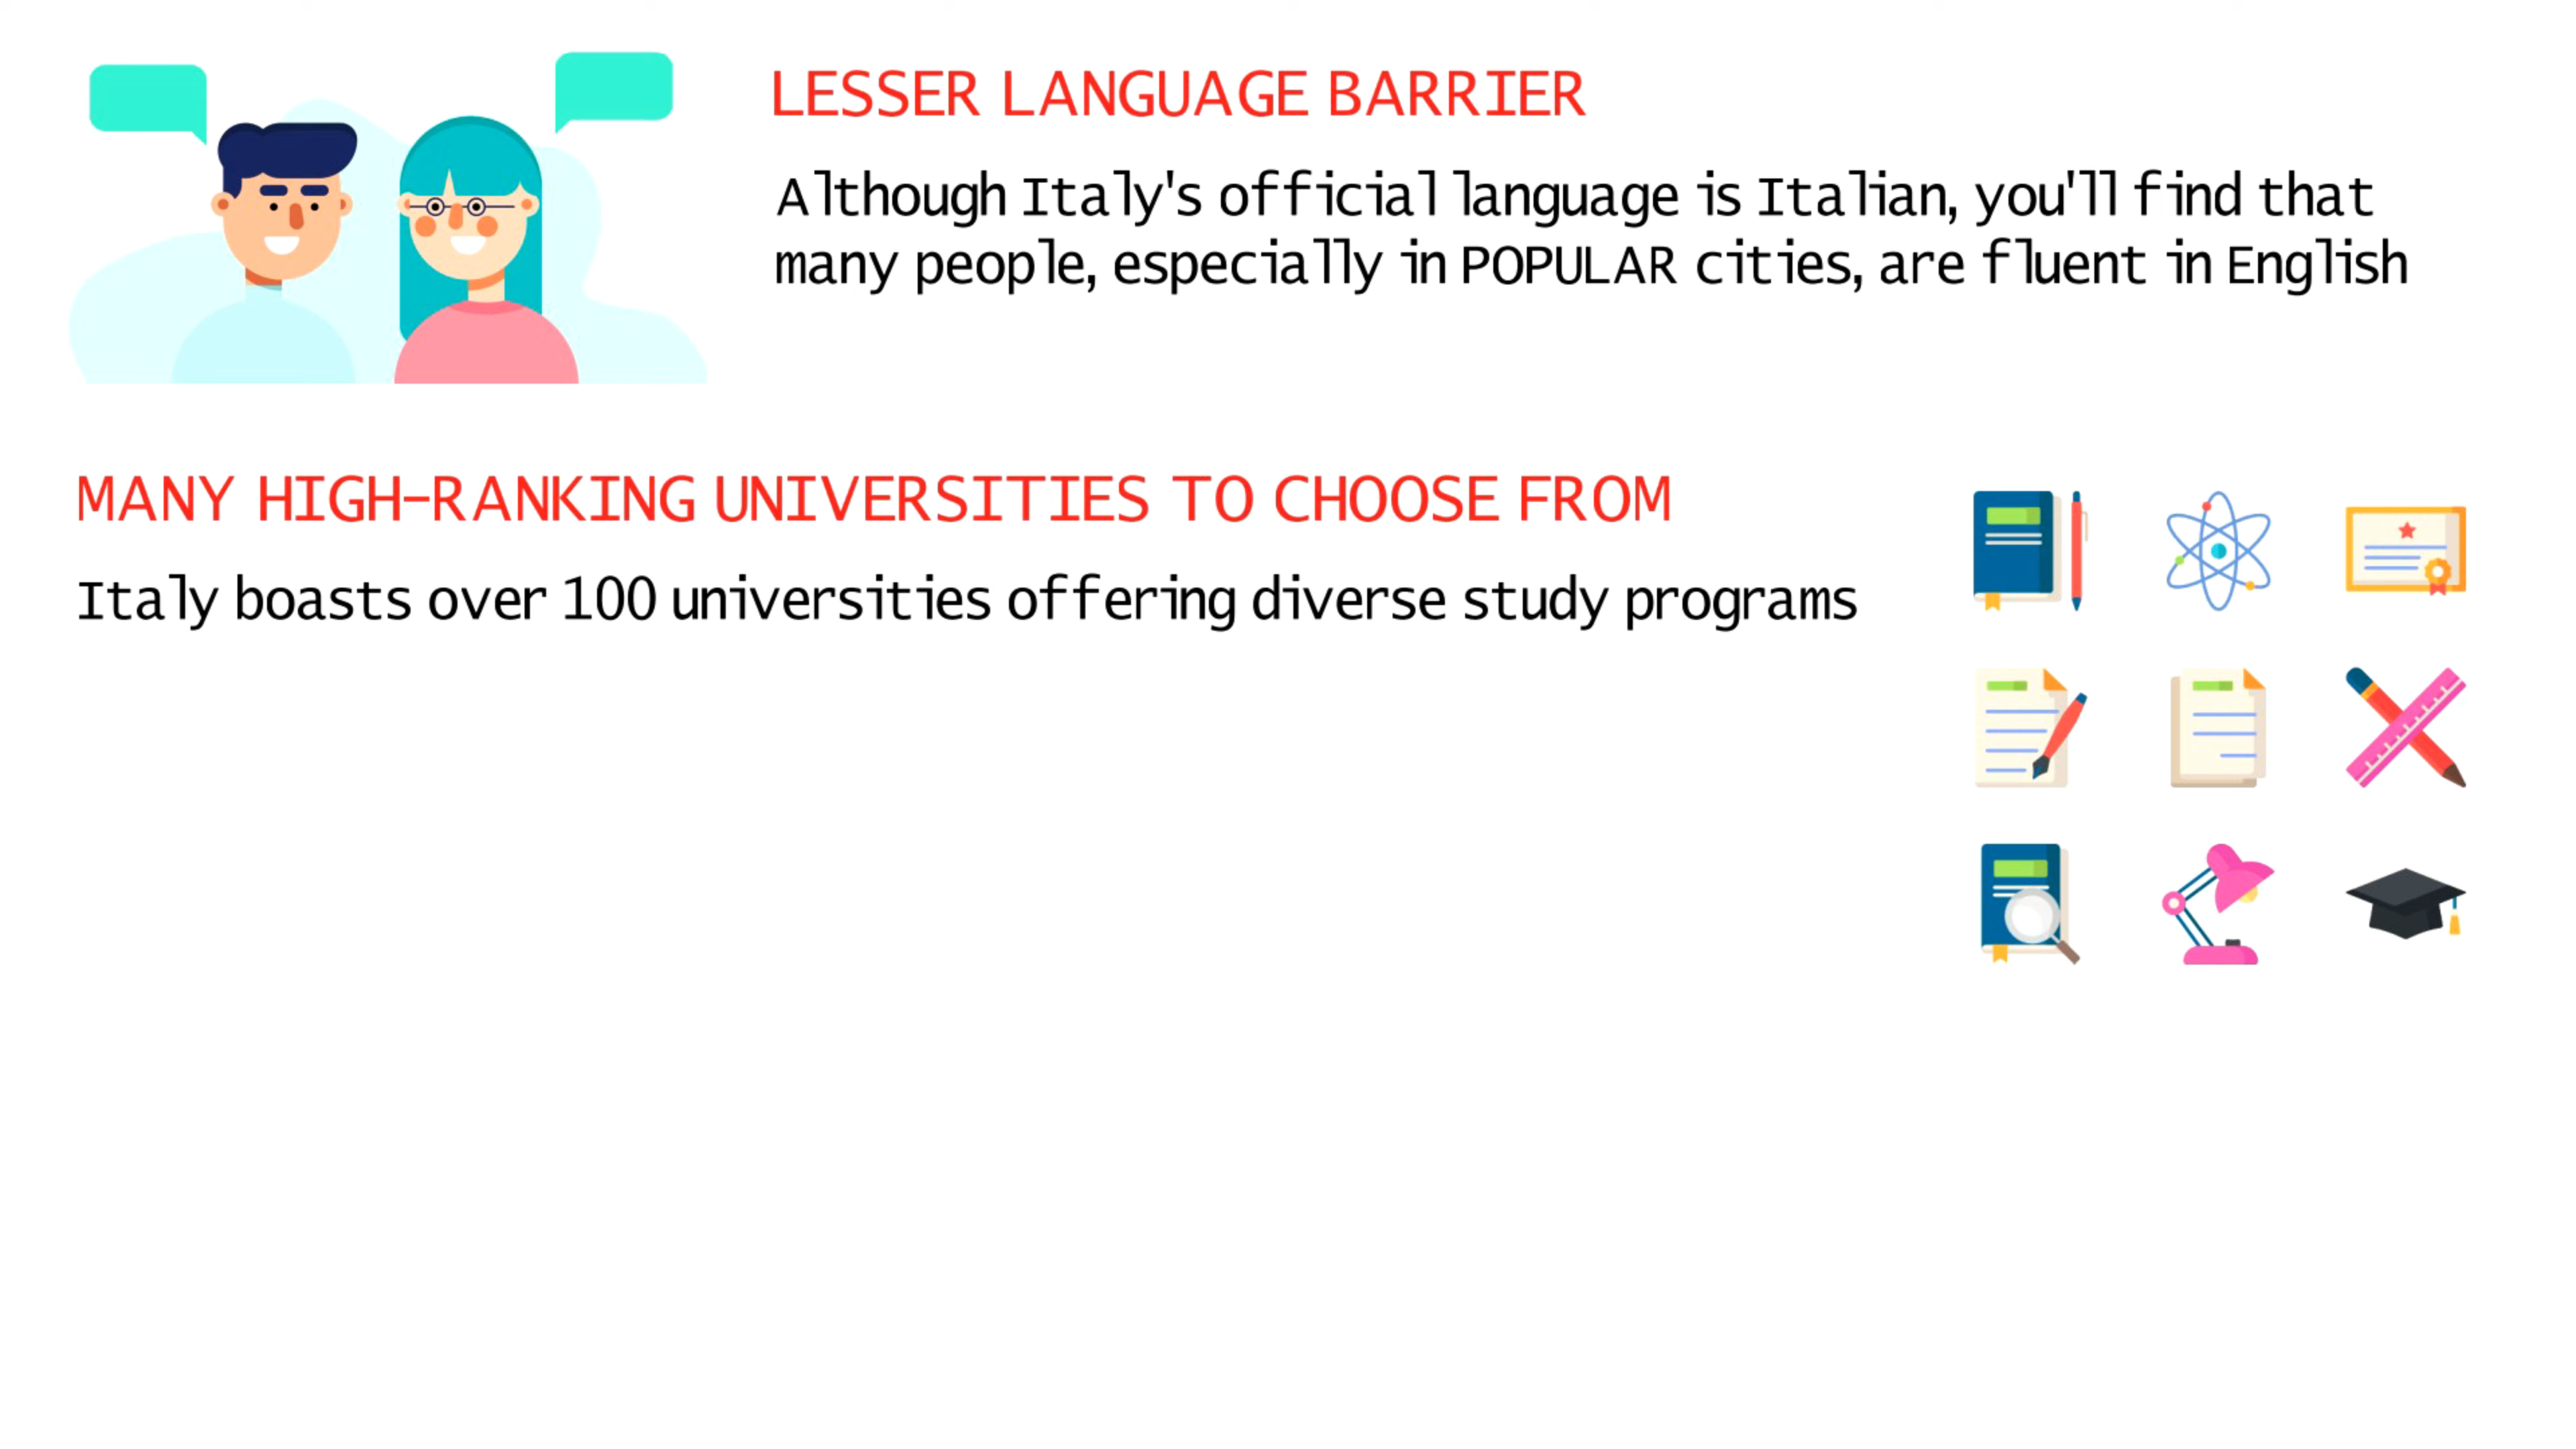 LESSER LANGUAGE BARRIER
Although Italy's official language is Italian, you'll find that
many people, especially in POPULAR cities, are fluent in English
MANY HIGH-RANKING UNIVERSITIES TO CHOOSE FROM
Italy boasts over 100 universities offering diverse study programs